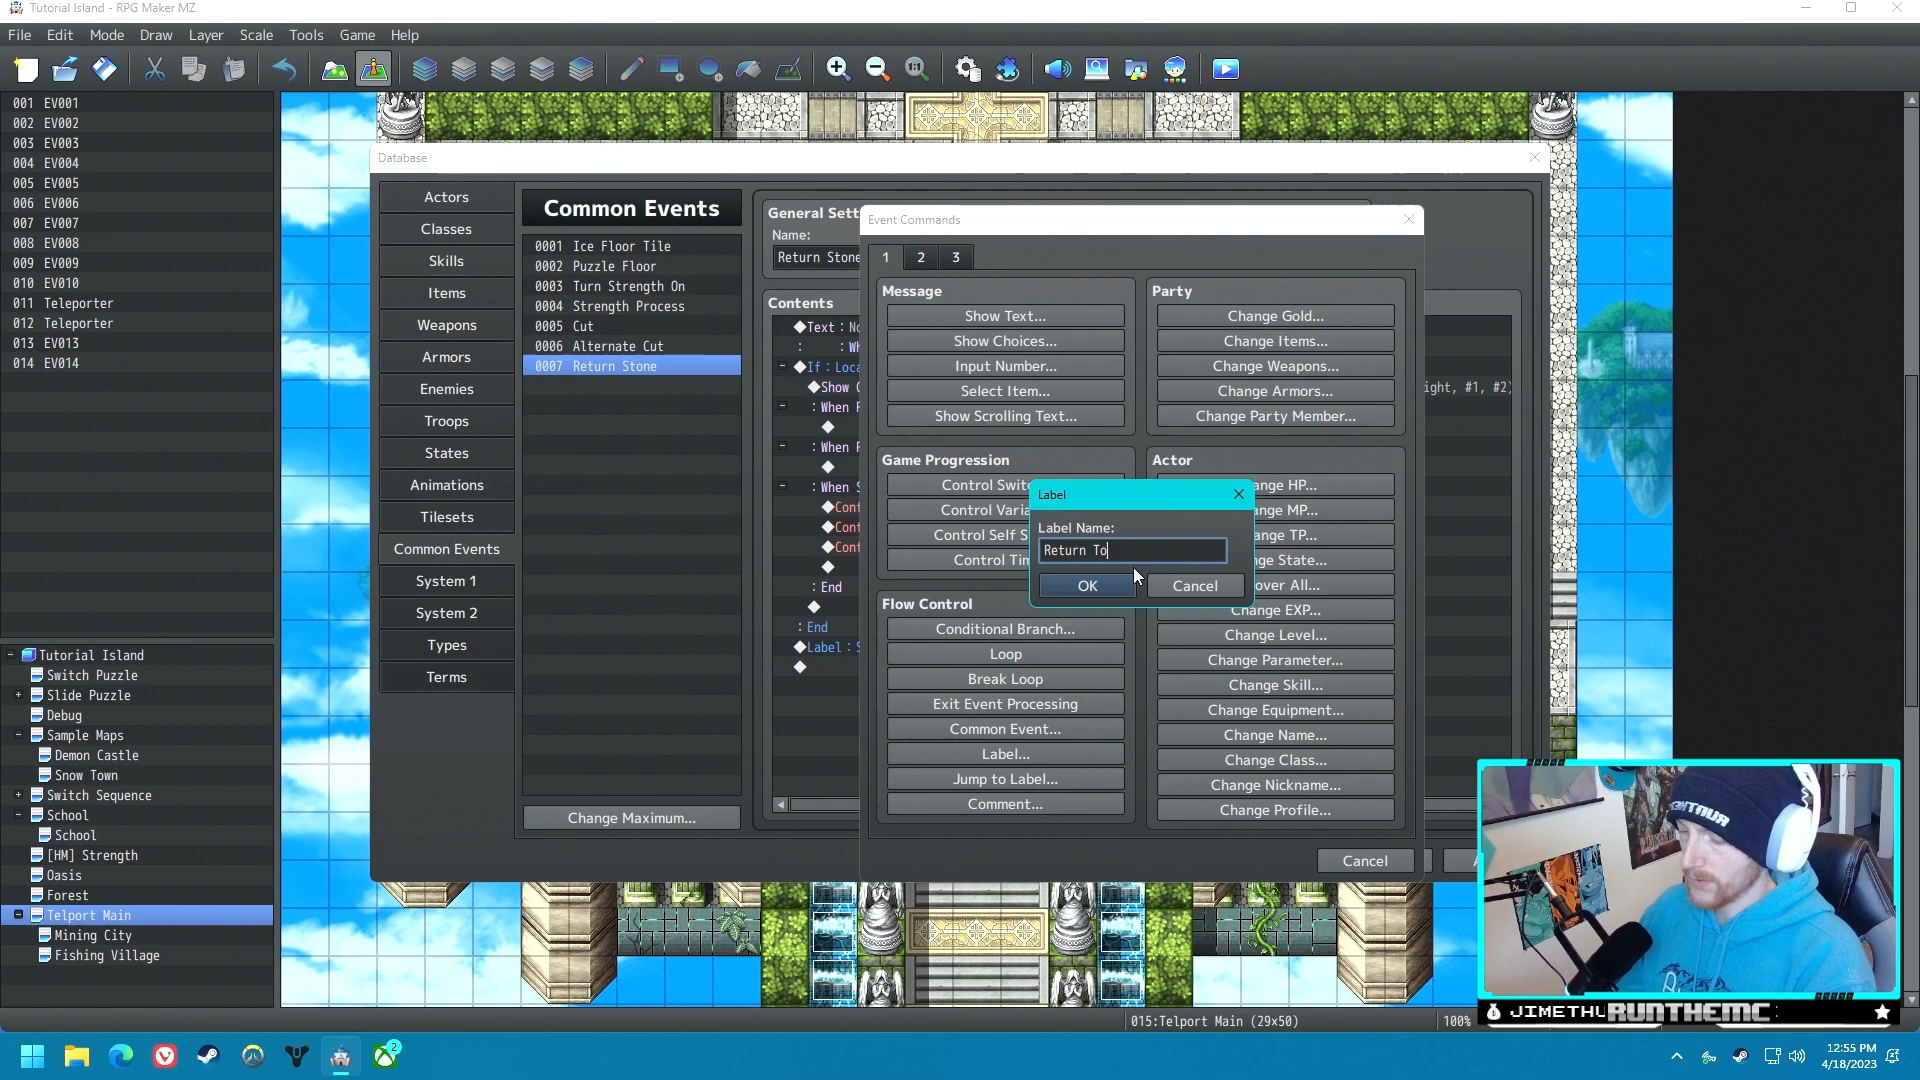 Tutorial Island - RPG Maker MZ
File Edit Mode Draw Layer Scale Tools Game Help
001 EV001
002 EV002
003 EV003
004 EV004
005 EV005
006 EV006
007 EV007
008 EV008
009 EV009
010 EV010
011 Teleporter
012 Teleporter
013 EV013
014 EV014
Tutorial Island
Switch Puzzle
Slide Puzzle
Debug
Sample Maps
Demon Castle
Snow Town
Switch Sequence
School
School
[HM] Strength
Oasis
Forest
Telport Main
Mining City
Fishing Village
Database
Actors
Classes
Skills
Items
Weapons
Armors
Enemies
Troops
States
Animations
Tilesets
Common Events
System 1
System 2
Types
Terms
Common Events
0001 Ice Floor Tile
0002 Puzzle Floor
0003 Turn Strength On
0004 Strength Process
0005 Cut
0006 Alternate Cut
0007 Return Stone
Change Maximum...
General Sett
Name:
Return Stone
Contents
◆Text : No
: : Wh
◆If : Loca
◆Show C
ight, #1, #2)
: When F
◆
: When F
◆
: When S
◆Cont
◆Cont
◆Cont
◆
: End
◆
: End
◆Label : S
◆
Event Commands
1 2 3
Message
Show Text...
Show Choices...
Input Number...
Select Item...
Show Scrolling Text...
Game Progression
Control Switc
Control Varia
Control Self S
Control Tim
Flow Control
Conditional Branch...
Loop
Break Loop
Exit Event Processing
Common Event...
Label...
Jump to Label...
Comment...
Party
Change Gold...
Change Items...
Change Weapons...
Change Armors...
Change Party Member...
Actor
ange HP...
ange MP...
ange TP...
ge State...
over All...
Change EXP...
Change Level...
Change Parameter...
Change Skill...
Change Equipment...
Change Name...
Change Class...
Change Nickname...
Change Profile...
Cancel
A
Label
Label Name:
Return To
OK Cancel
015:Telport Main (29x50)
100%
JIMETHU
RUNTHEMC
2
12:55 PM
4/18/2023